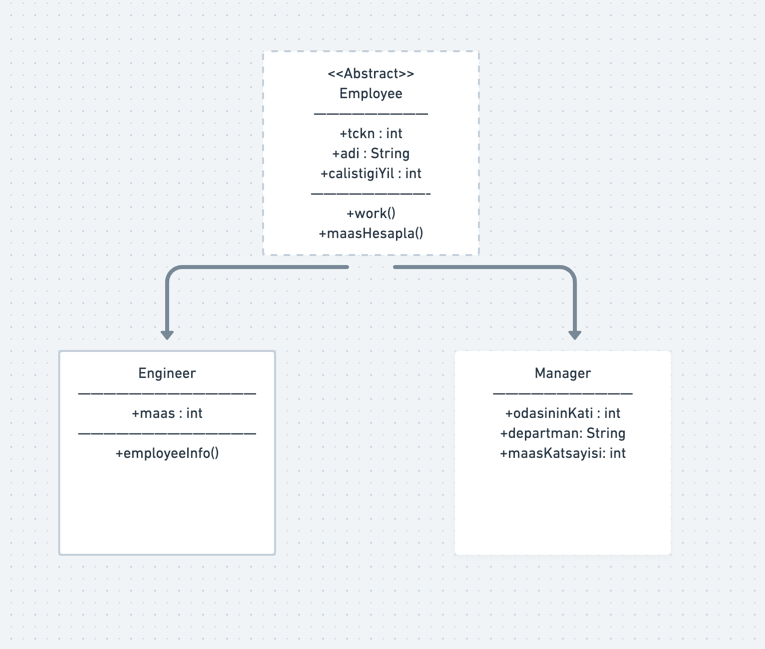 <<Abstract>>
Employee
—————————
+tckn : int
+adi : String
+calistigiYil : int
—————————-
+work()
+maasHesapla()
Engineer
——————————————
+maas : int
——————————————
+employeeInfo()
Manager
———————————
+odasininKati : int
+departman: String
+maasKatsayisi: int